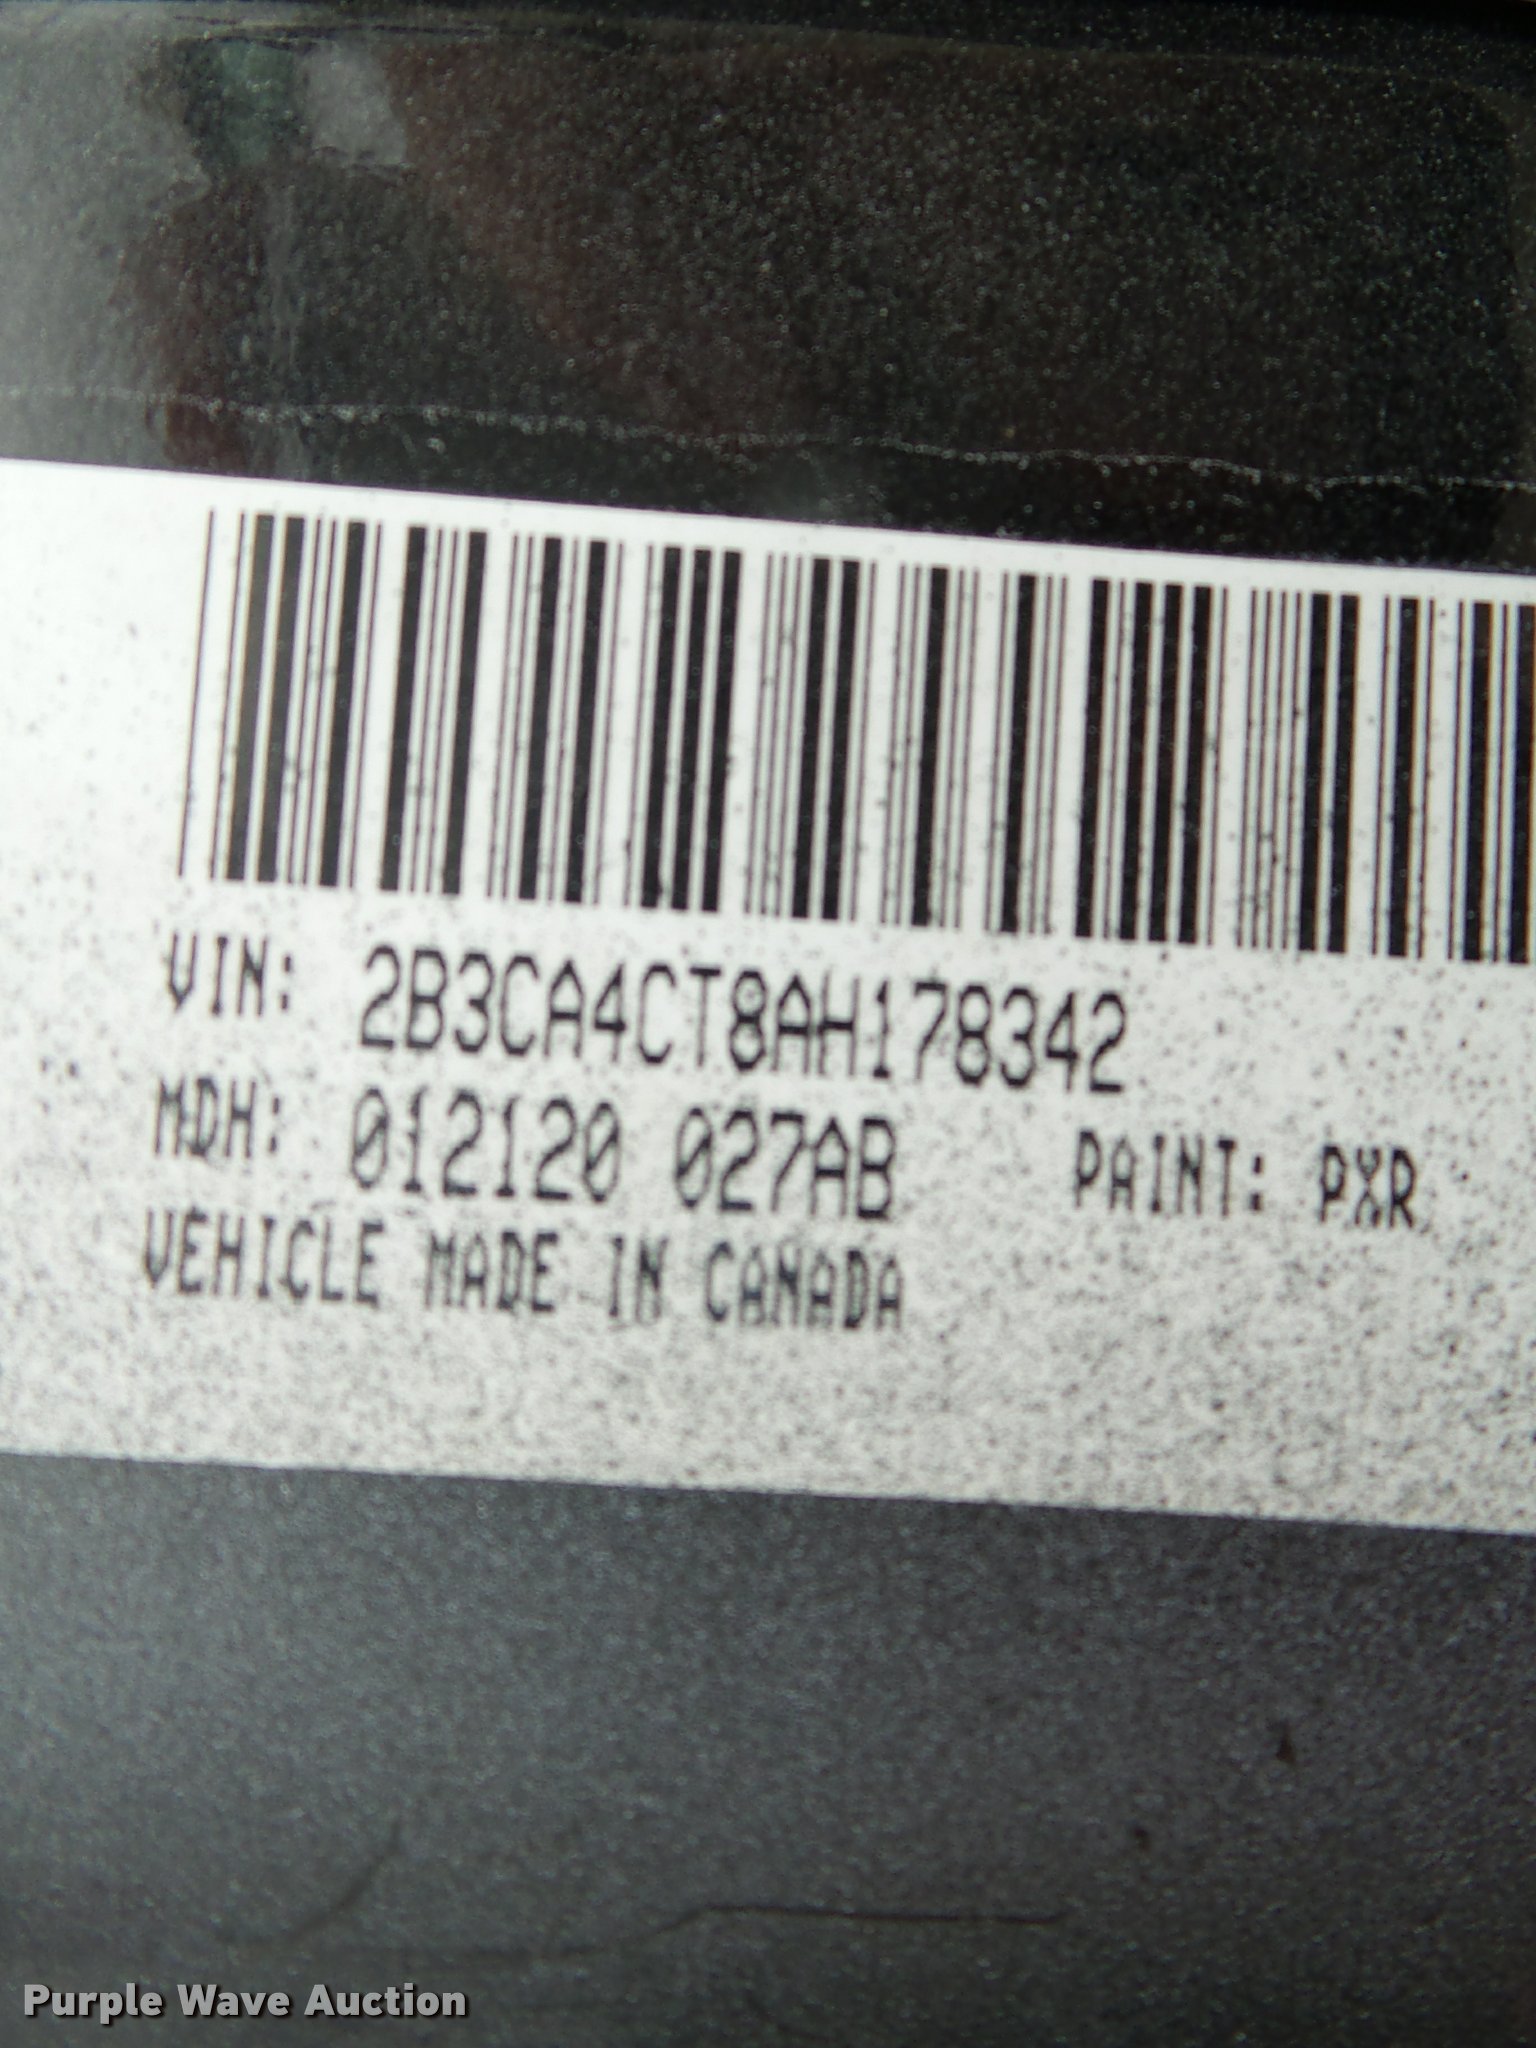 VIN: 2B3CA4CT8AH178342
MDH: 012120 027AB PAINT: PXR
VEHICLE MADE IN CANADA
Purple Wave Auction